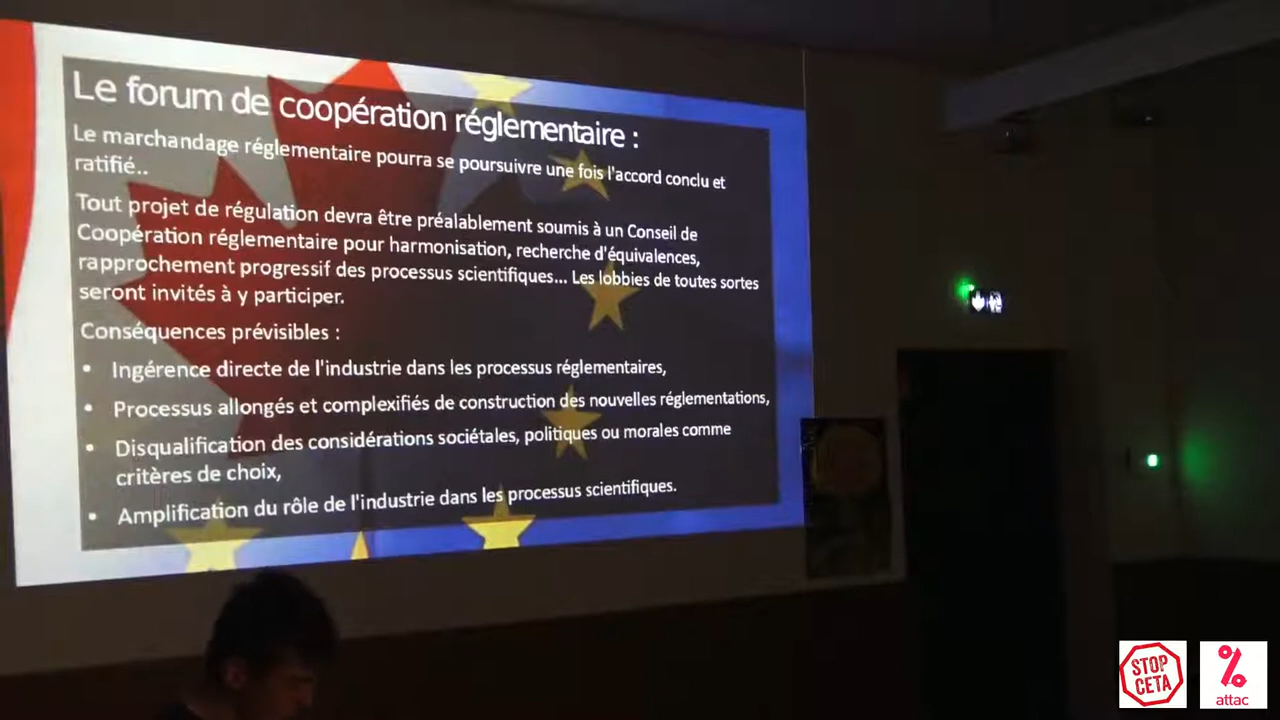 Le forum de coopération réglementaire :
Le marchandage réglementaire pourra se poursuivre une fois l'accord conclu et
ratifié..
Tout projet de régulation devra être préalablement soumis à un Conseil de
Coopération réglementaire pour harmonisation, recherche d'équivalences,
rapprochement progressif des processus scientifiques... Les lobbies de toutes sortes
seront invités à y participer.
Conséquences prévisibles :
• Ingérence directe de l'industrie dans les processus réglementaires,
• Processus allongés et complexifiés de construction des nouvelles réglementations,
• Disqualification des considérations sociétales, politiques ou morales comme
critères de choix,
• Amplification du rôle de l'industrie dans les processus scientifiques.
STOP
CETA
%
attac